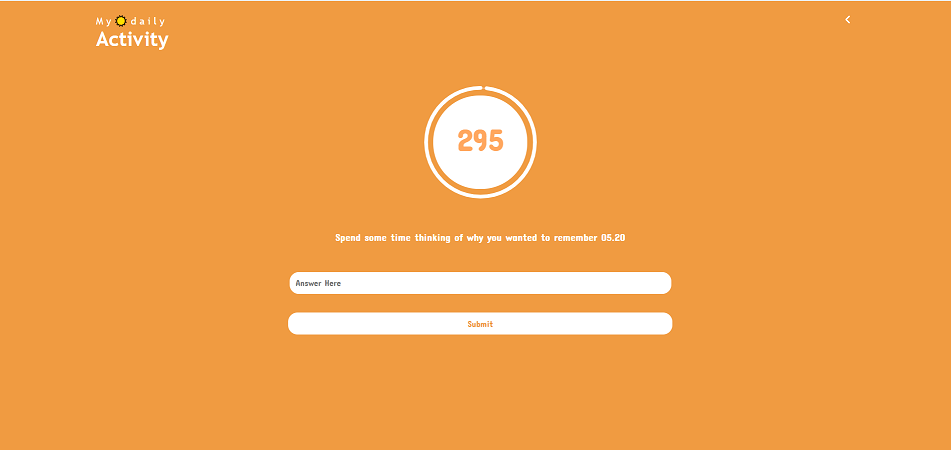 My daily
Activity
295
Spend some time thinking of why you wanted to remember 05.20
Answer Here
Submit